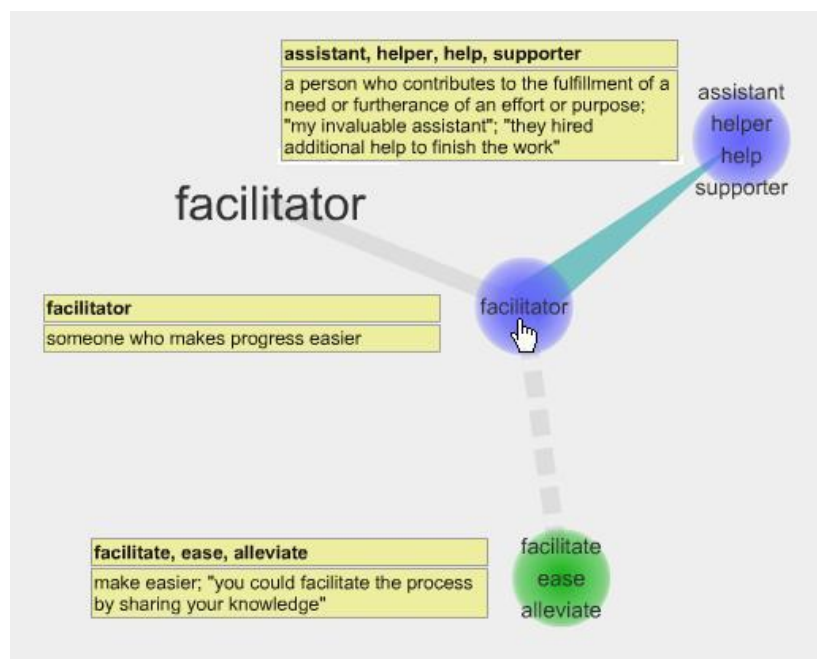 assistant, helper, help, supporter
a person who contributes to the fulfillment of a
need or furtherance of an effort or purpose;
"my invaluable assistant"; "they hired
additional help to finish the work"
assistant
helper
help
supporter
facilitator
facilitator
facilitator
someone who makes progress easier
facilitate, ease, alleviate
make easier; "you could facilitate the process
by sharing your knowledge"
facilitate
ease
alleviate